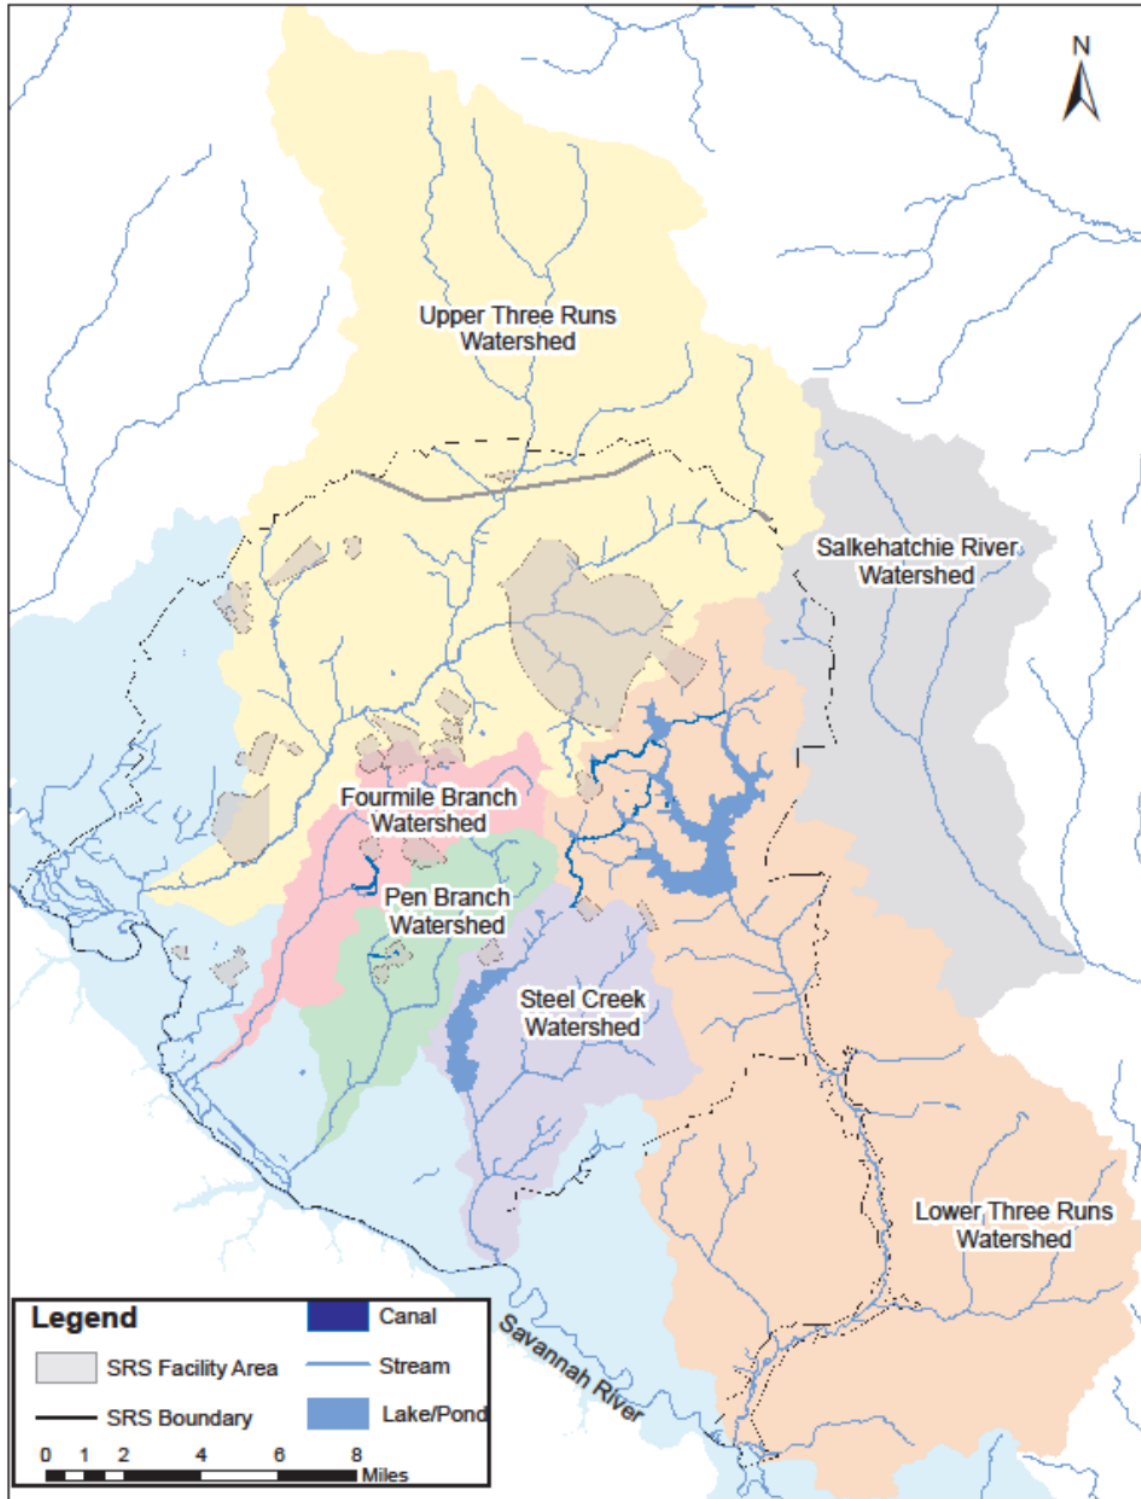 N
Upper Three Runs
Watershed
Salkehatchie River
Watershed
Fourmile Branch
Watershed
Pen Branch
Watershed
Steel Creek
Watershed
Lower Three Runs
Watershed
Savannah River
Legend
Canal
SRS Facility Area
Stream
SRS Boundary
Lake/Pond
0 1 2 4 6 8
Miles